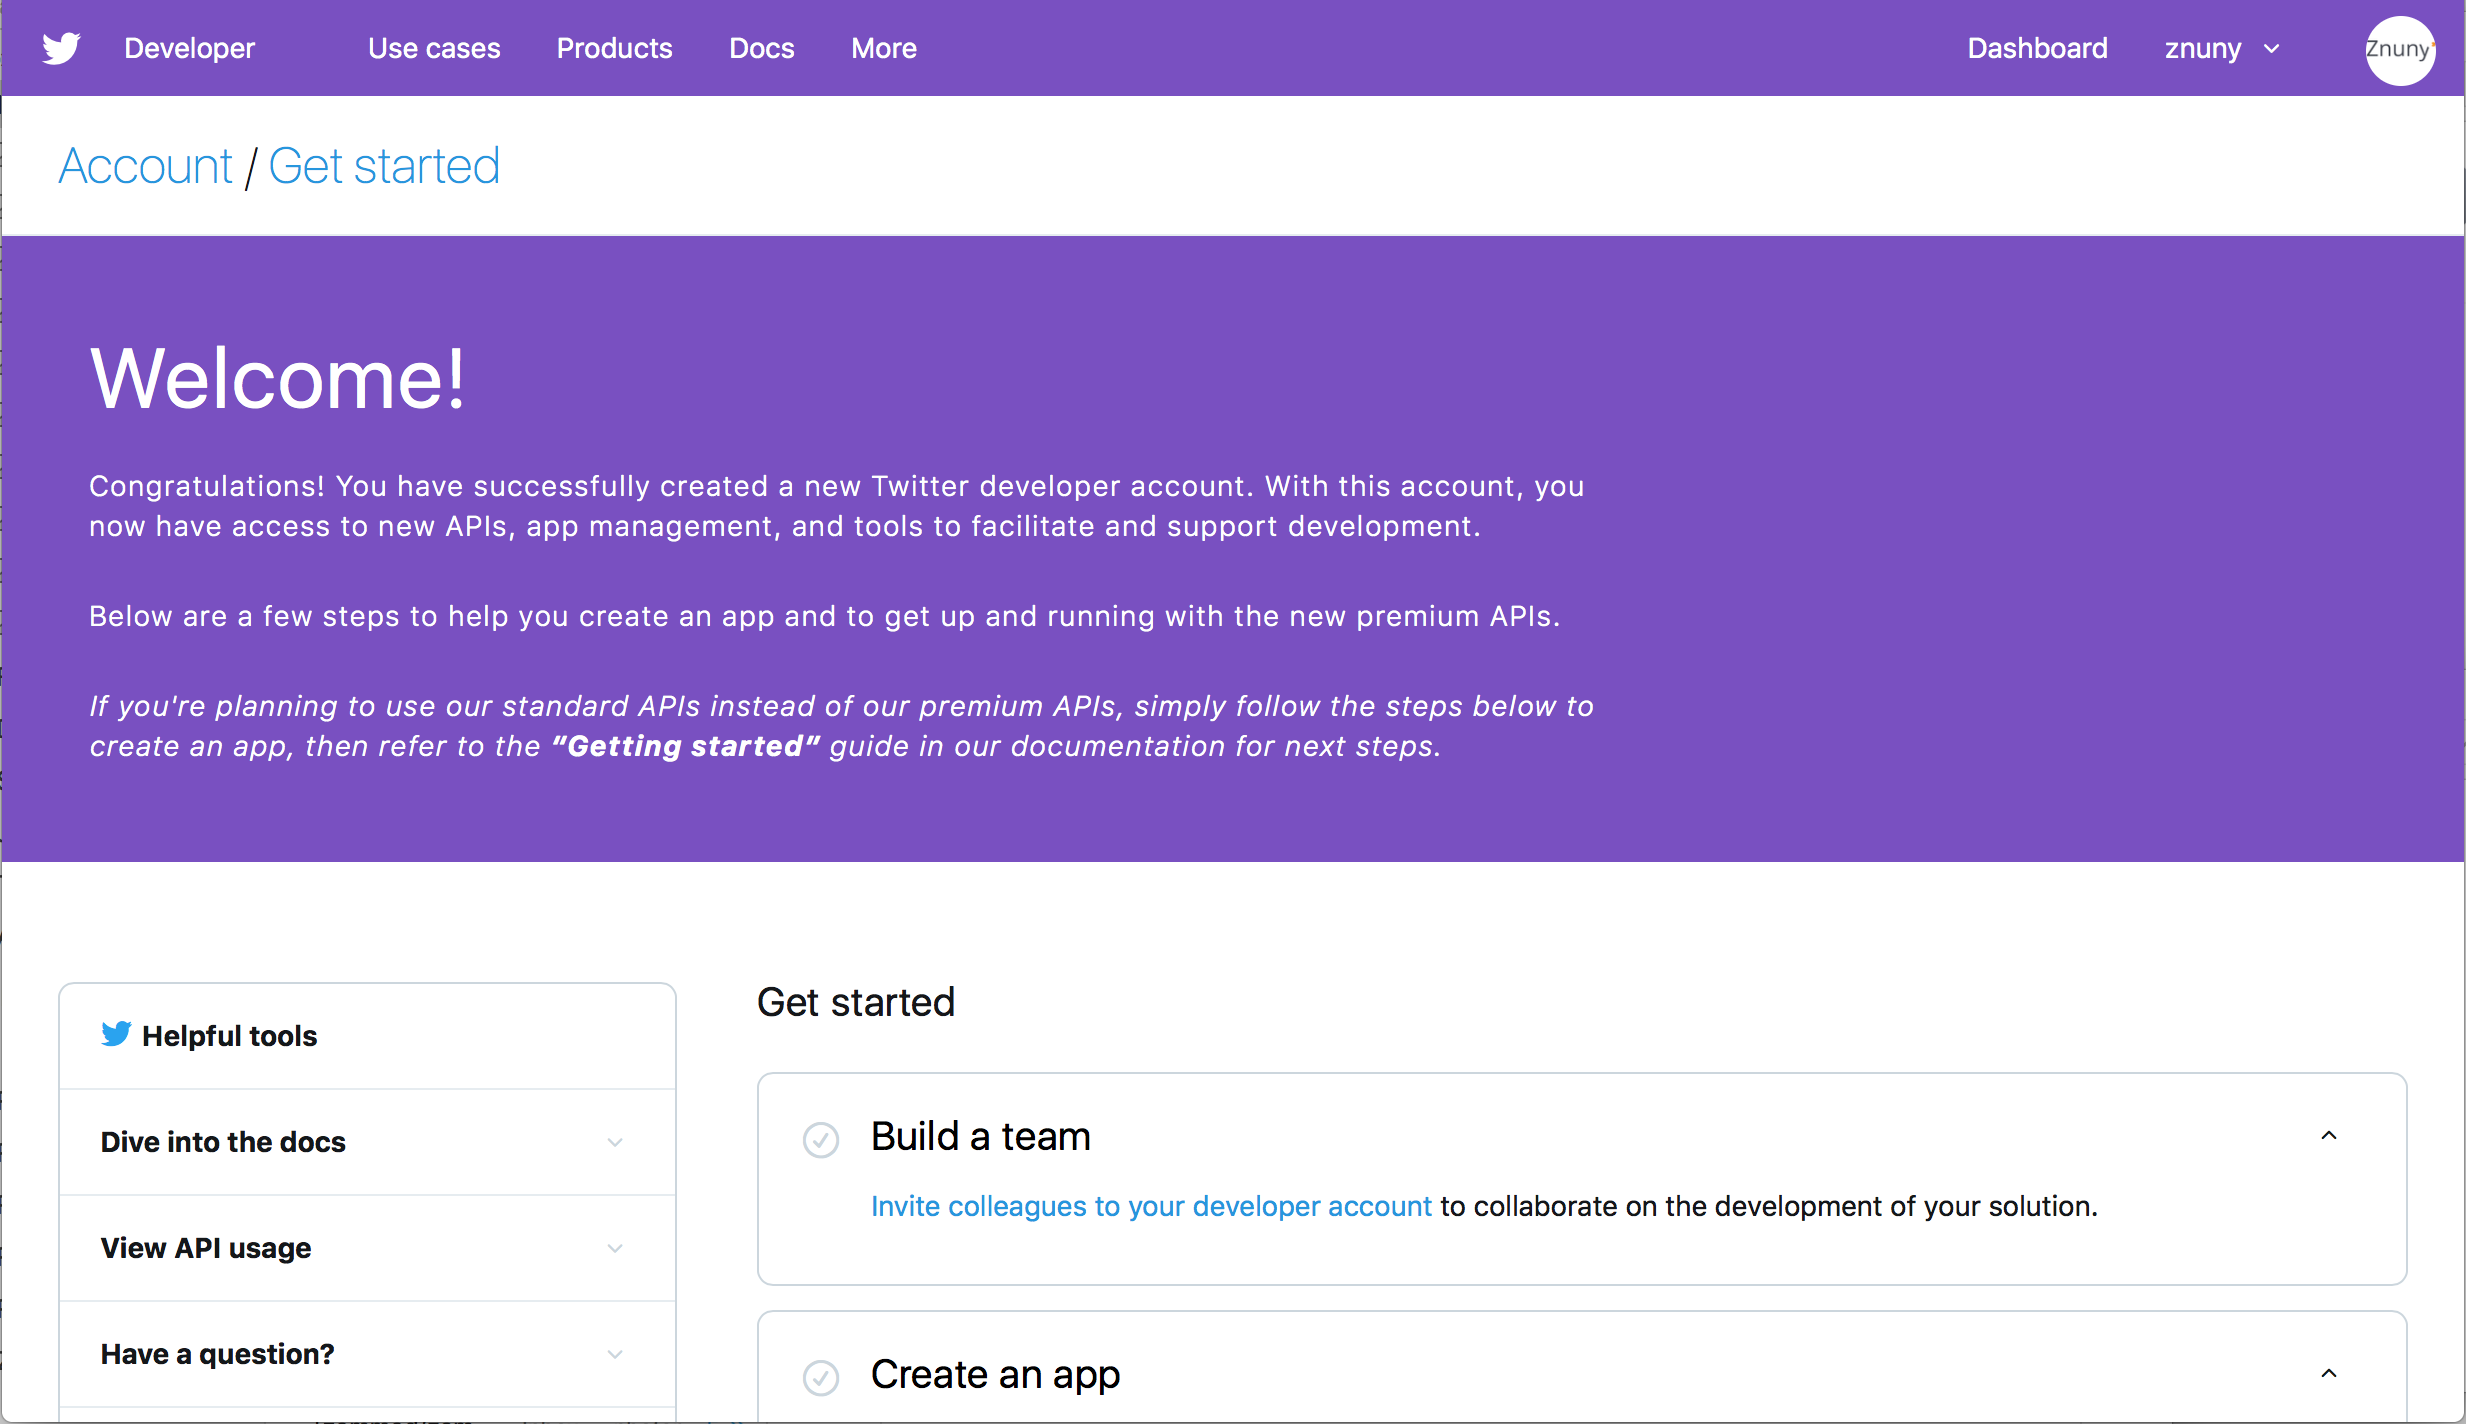 Developer
Use cases
Products
Docs
More
Dashboard
znuny
Znuny
Account / Get started
Welcome!
Congratulations! You have successfully created a new Twitter developer account. With this account, you
now have access to new APIs, app management, and tools to facilitate and support development.
Below are a few steps to help you create an app and to get up and running with the new premium APIs.
If you're planning to use our standard APIs instead of our premium APIs, simply follow the steps below to
create an app, then refer to the “Getting started” guide in our documentation for next steps.
Helpful tools
Dive into the docs
View API usage
Have a question?
Get started
Build a team
Invite colleagues to your developer account to collaborate on the development of your solution.
Create an app